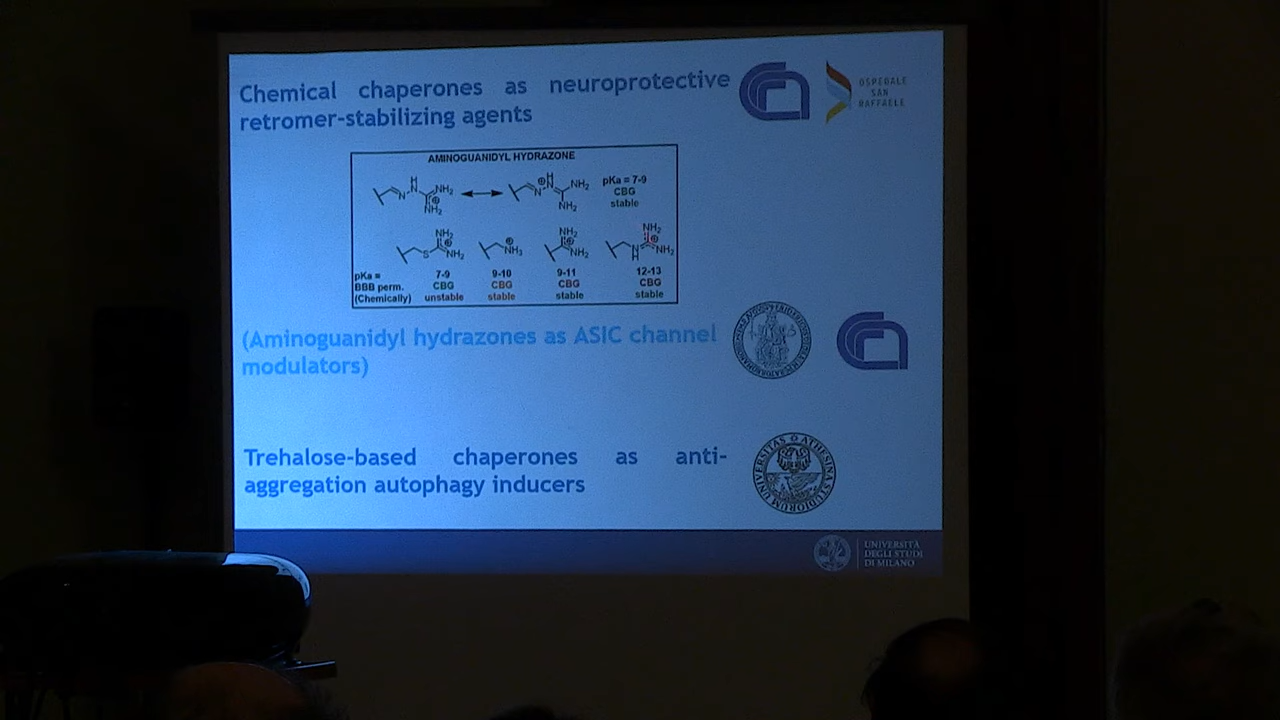 Chemical chaperones as neuroprotective
retromer-stabilizing agents
OSPEDALE
SAN
RAFFAELE
AMINOGUANIDYL HYDRAZONE
pKa = 7-9
CBG
stable
pKa = 7-9 9-10 9-11 12-13
BBB perm. CBG CBG CBG CBG
(Chemically) unstable stable stable stable
(Aminoguanidyl hydrazones as ASIC channel
modulators)
Trehalose-based chaperones as anti-
aggregation autophagy inducers
UNIVERSITÀ
DEGLI STUDI
DI MILANO